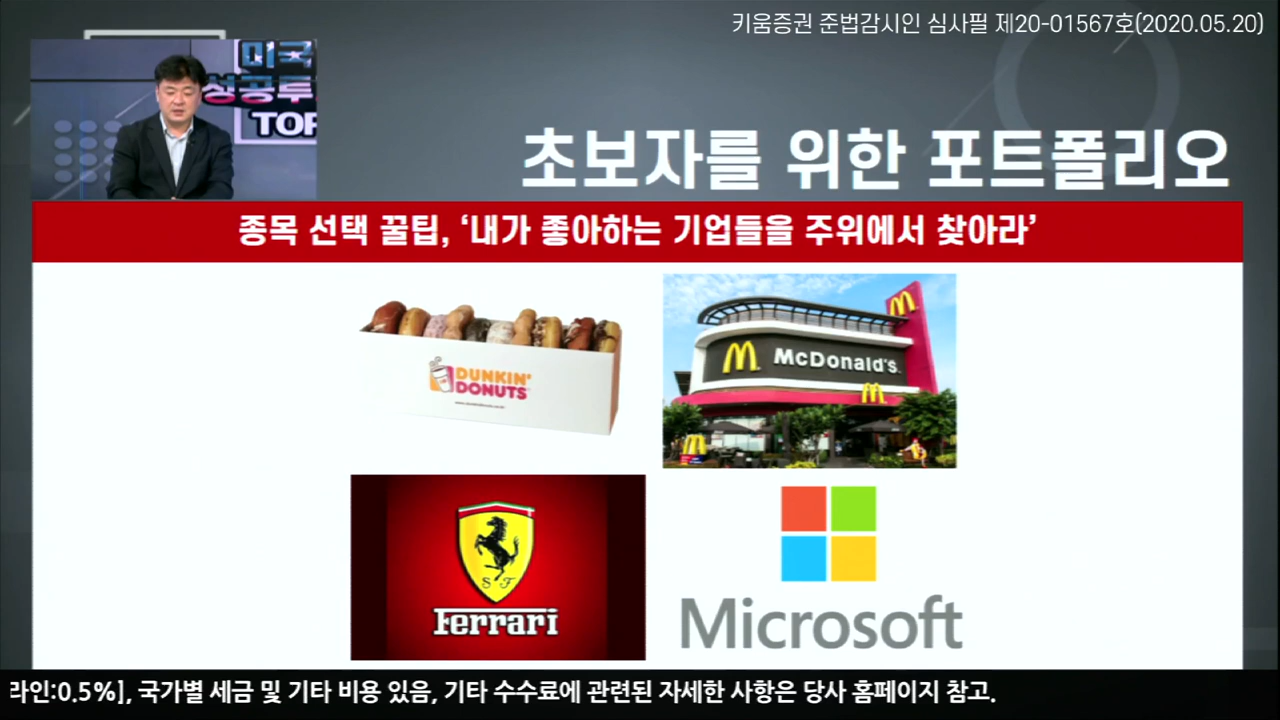 키움증권 준법감시인 심사필 제20-01567호(2020.05.20)
미국
성공투
TOP
초보자를 위한 포트폴리오
종목 선택 꿀팁, ‘내가 좋아하는 기업들을 주위에서 찾아라’
DUNKIN'
DONUTS
McDonald's
S F
Ferrari
Microsoft
라인:0.5%], 국가별 세금 및 기타 비용 있음, 기타 수수료에 관련된 자세한 사항은 당사 홈페이지 참고.